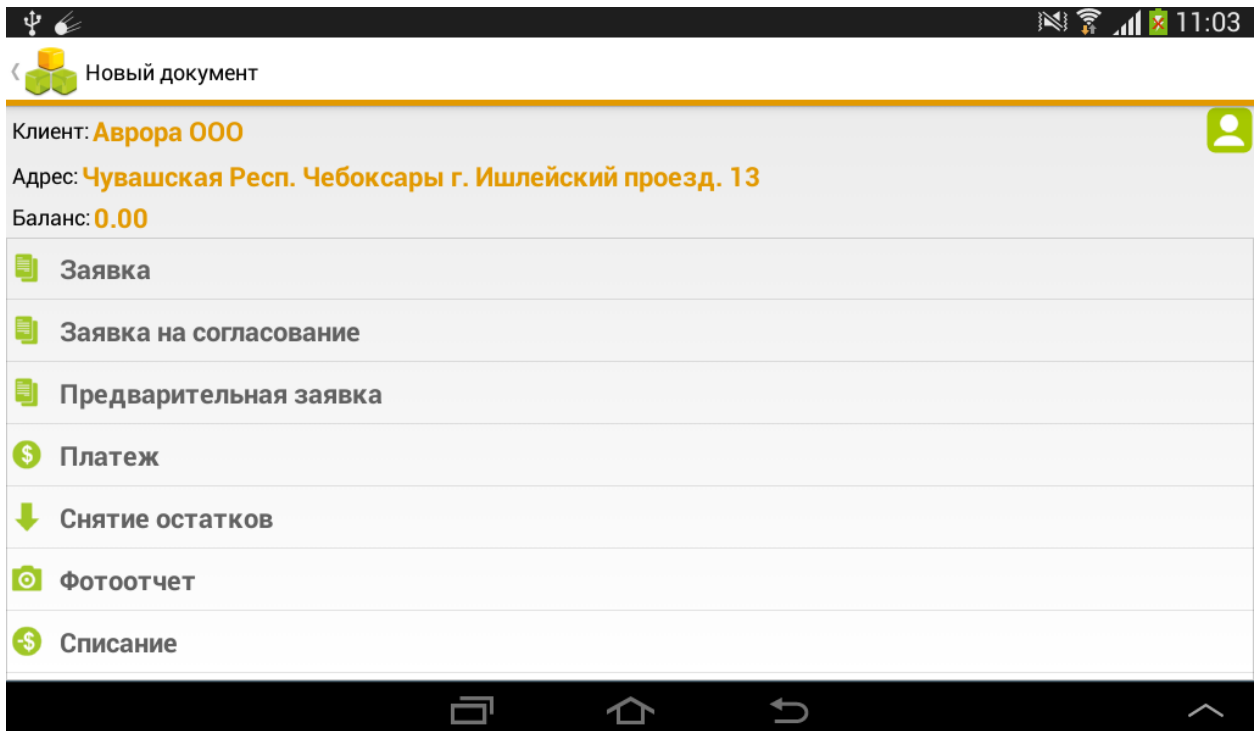 11:03
Новый документ
Клиент: Аврора ООО
Адрес: Чувашская Респ. Чебоксары г. Ишлейский проезд. 13
Баланс: 0.00
Заявка
Заявка на согласование
Предварительная заявка
Платеж
Снятие остатков
Фотоотчет
Списание